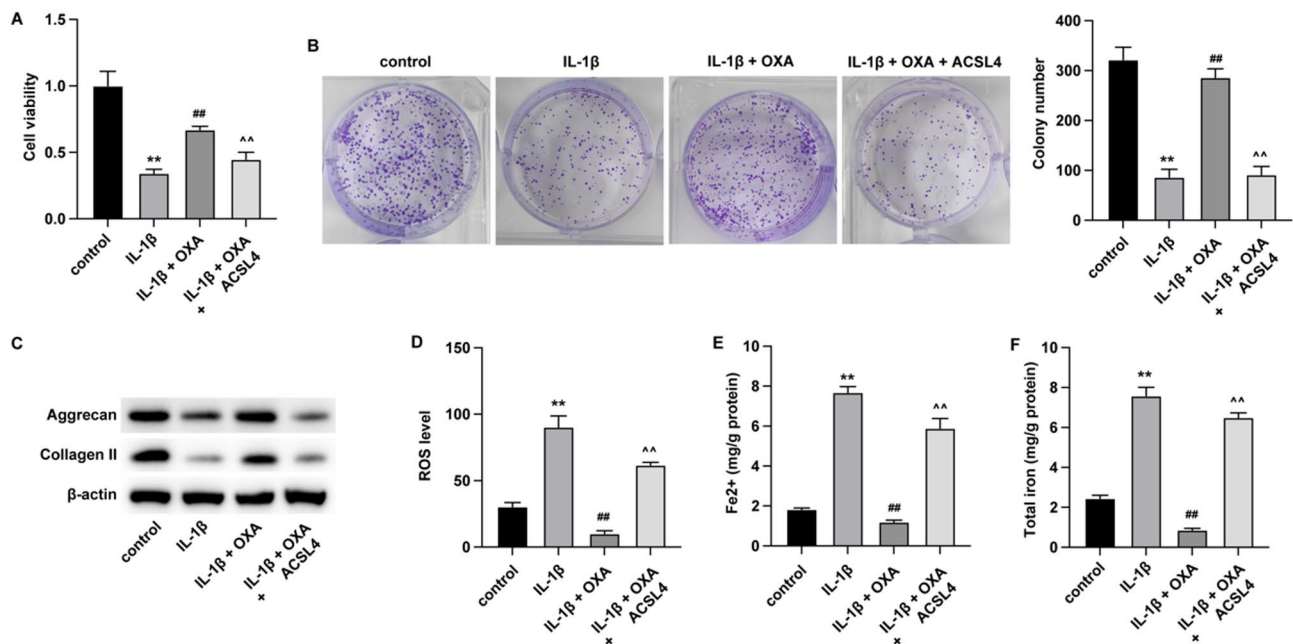 A
1.5
1.0
0.5
0.0
Cell viability
**
##
^^
control
IL-1β
IL-1β + OXA
IL-1β + OXA
+ ACSL4
B
control
IL-1β
IL-1β + OXA
IL-1β + OXA + ACSL4
400
300
200
100
0
Colony number
**
##
^^
control
IL-1β
IL-1β + OXA
IL-1β + OXA
+ ACSL4
C
Aggrecan
Collagen II
β-actin
control
IL-1β
IL-1β + OXA
IL-1β + OXA
+ ACSL4
D
150
100
50
0
ROS level
**
##
^^
control
IL-1β
IL-1β + OXA
IL-1β + OXA
+ ACSL4
E
10
8
6
4
2
0
Fe2+ (mg/g protein)
**
##
^^
control
IL-1β
IL-1β + OXA
IL-1β + OXA
+ ACSL4
F
10
8
6
4
2
0
Total iron (mg/g protein)
**
##
^^
control
IL-1β
IL-1β + OXA
IL-1β + OXA
+ ACSL4